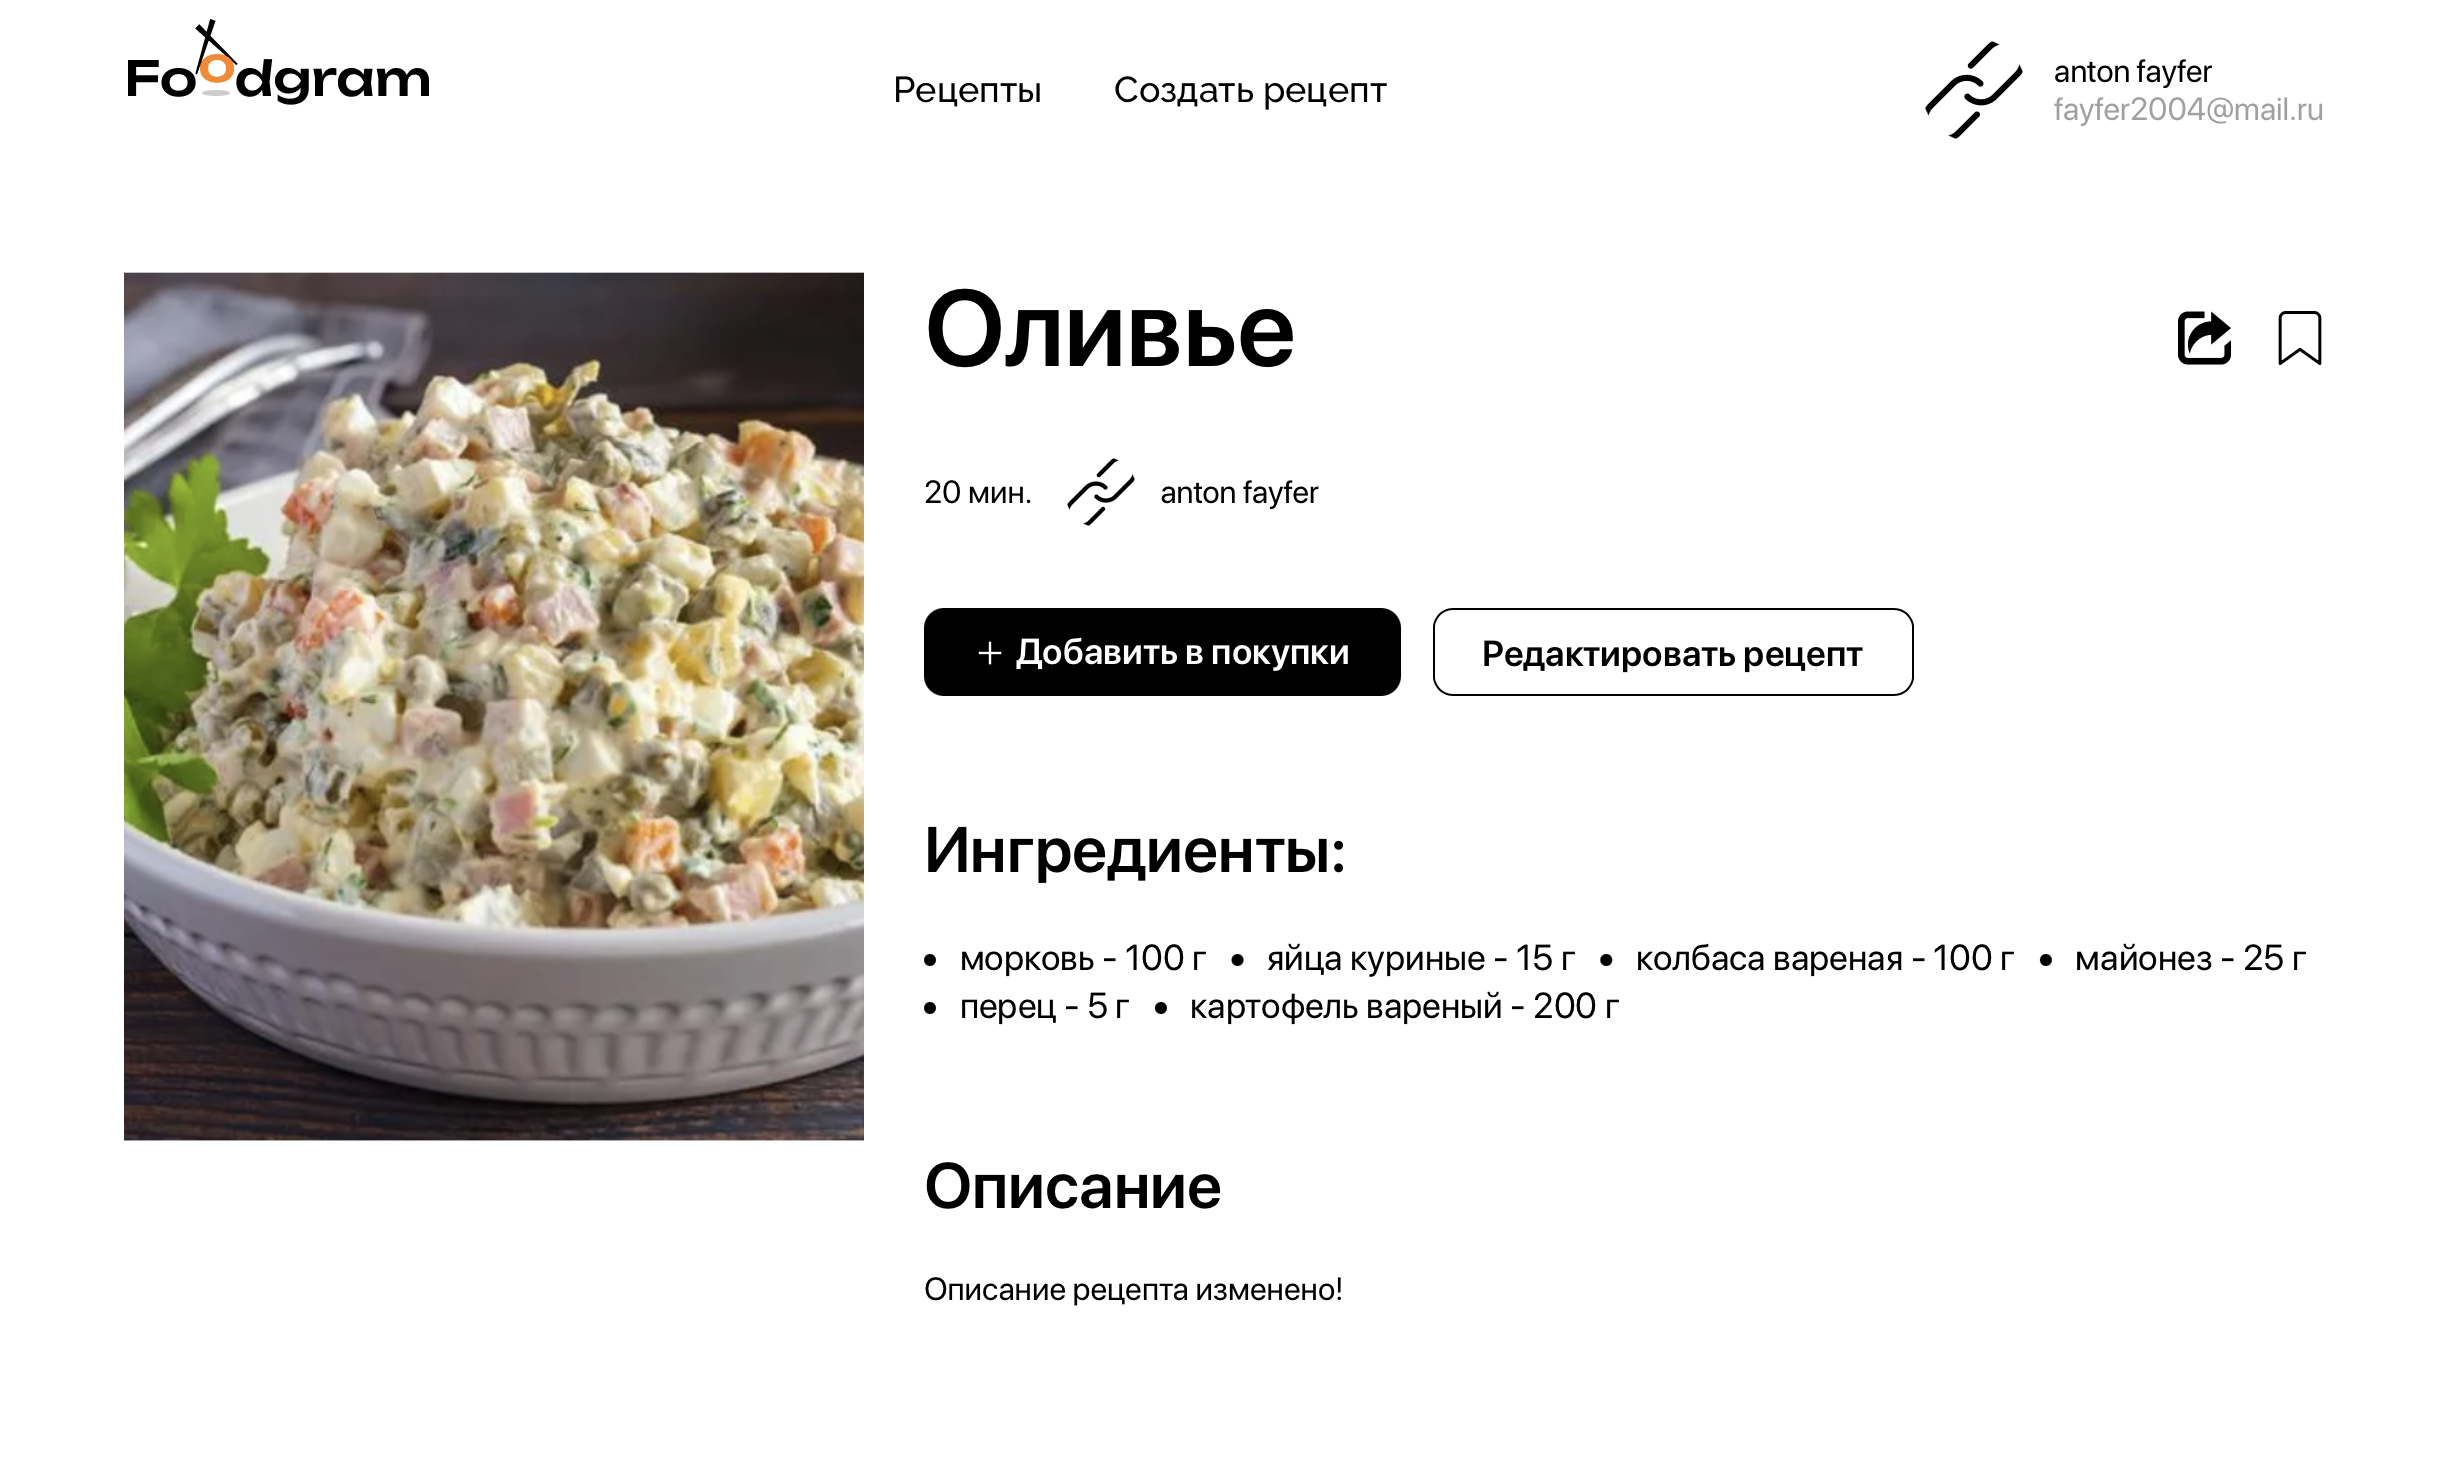 Foodgram
Рецепты Создать рецепт
anton fayfer
fayfer2004@mail.ru
Оливье
20 мин. anton fayfer
+ Добавить в покупки Редактировать рецепт
Ингредиенты:
• морковь - 100 г • яйца куриные - 15 г • колбаса вареная - 100 г • майонез - 25 г
• перец - 5 г • картофель вареный - 200 г
Описание
Описание рецепта изменено!